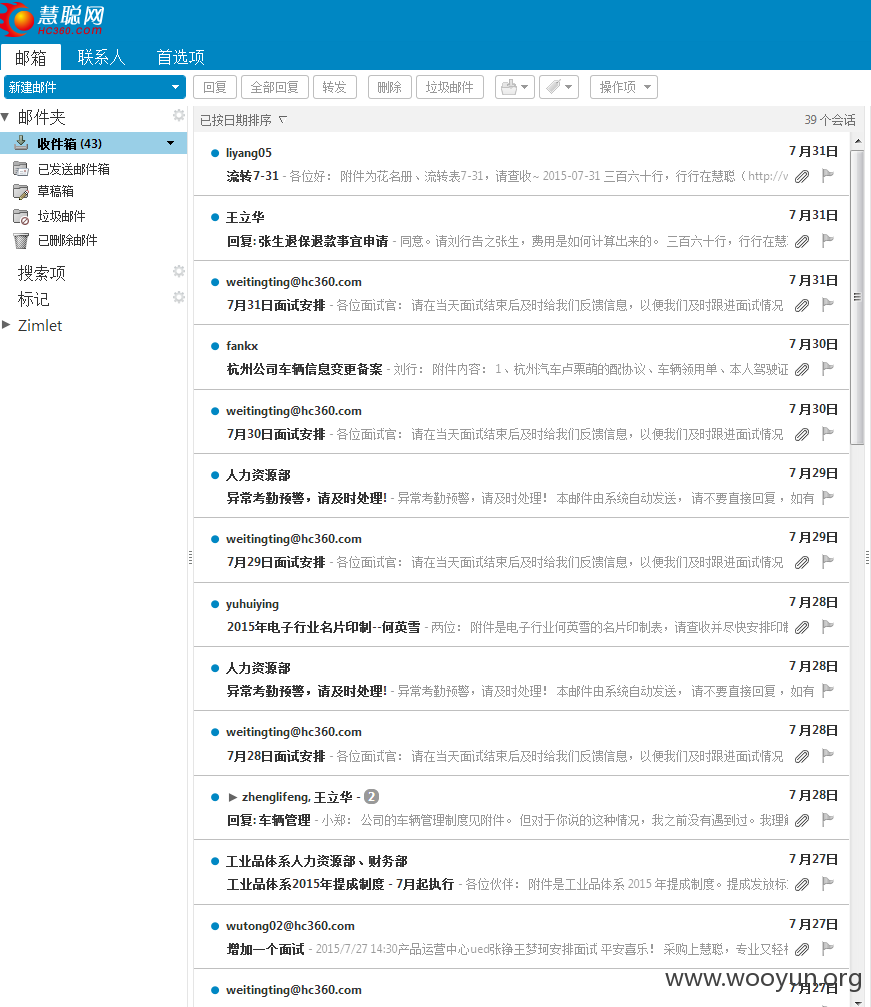 慧聪网
HC360.com
邮箱 联系人 首选项
新建邮件 回复 全部回复 转发 删除 垃圾邮件 操作项
邮件夹
已按日期排序 39 个会话
收件箱 (43)
已发送邮件箱
草稿箱
垃圾邮件
已删除邮件
搜索项
标记
Zimlet
liyang05 7 月31日
流转7-31 - 各位好： 附件为花名册、流转表7-31，请查收~ 2015-07-31 三百六十行，行行在慧聪（http://w
王立华 7 月31日
回复: 张生退保退款事宜申请 - 同意。请刘行告之张生，费用是如何计算出来的。 三百六十行，行行在慧
weitingting@hc360.com 7 月31日
7月31日面试安排 - 各位面试官： 请在当天面试结束后及时给我们反馈信息，以便我们及时跟进面试情况
fankx 7 月30日
杭州公司车辆信息变更备案 - 刘行： 附件内容： 1、杭州汽车卢栗萌的配协议、车辆领用单、本人驾驶证
weitingting@hc360.com 7 月30日
7月30日面试安排 - 各位面试官： 请在当天面试结束后及时给我们反馈信息，以便我们及时跟进面试情况
人力资源部 7 月29日
异常考勤预警，请及时处理! - 异常考勤预警，请及时处理! 本邮件由系统自动发送， 请不要直接回复 ，如有
weitingting@hc360.com 7 月29日
7月29日面试安排 - 各位面试官： 请在当天面试结束后及时给我们反馈信息，以便我们及时跟进面试情况
yuhuiying 7 月28日
2015年电子行业名片印制--何英雪 - 两位： 附件是电子行业何英雪的名片印制表，请查收并尽快安排印制
人力资源部 7 月28日
异常考勤预警，请及时处理! - 异常考勤预警，请及时处理! 本邮件由系统自动发送， 请不要直接回复 ，如有
weitingting@hc360.com 7 月28日
7月28日面试安排 - 各位面试官： 请在当天面试结束后及时给我们反馈信息，以便我们及时跟进面试情况
zhenglifeng, 王立华 - 2 7 月28日
回复: 车辆管理 - 小郑： 公司的车辆管理制度见附件。 但对于你说的这种情况，我之前没有遇到过。我理解
工业品体系人力资源部、财务部 7 月27日
工业品体系2015年提成制度 - 7月起执行 - 各位伙伴： 附件是工业品体系 2015 年提成制度。提成发放标
wutong02@hc360.com 7 月27日
增加一个面试 - 2015/7/27 14:30产品运营中心ued张铮王梦珂安排面试 平安喜乐！ 采购上慧聪，专业又轻松
weitingting@hc360.com 7 月27日
www.wooyun.org